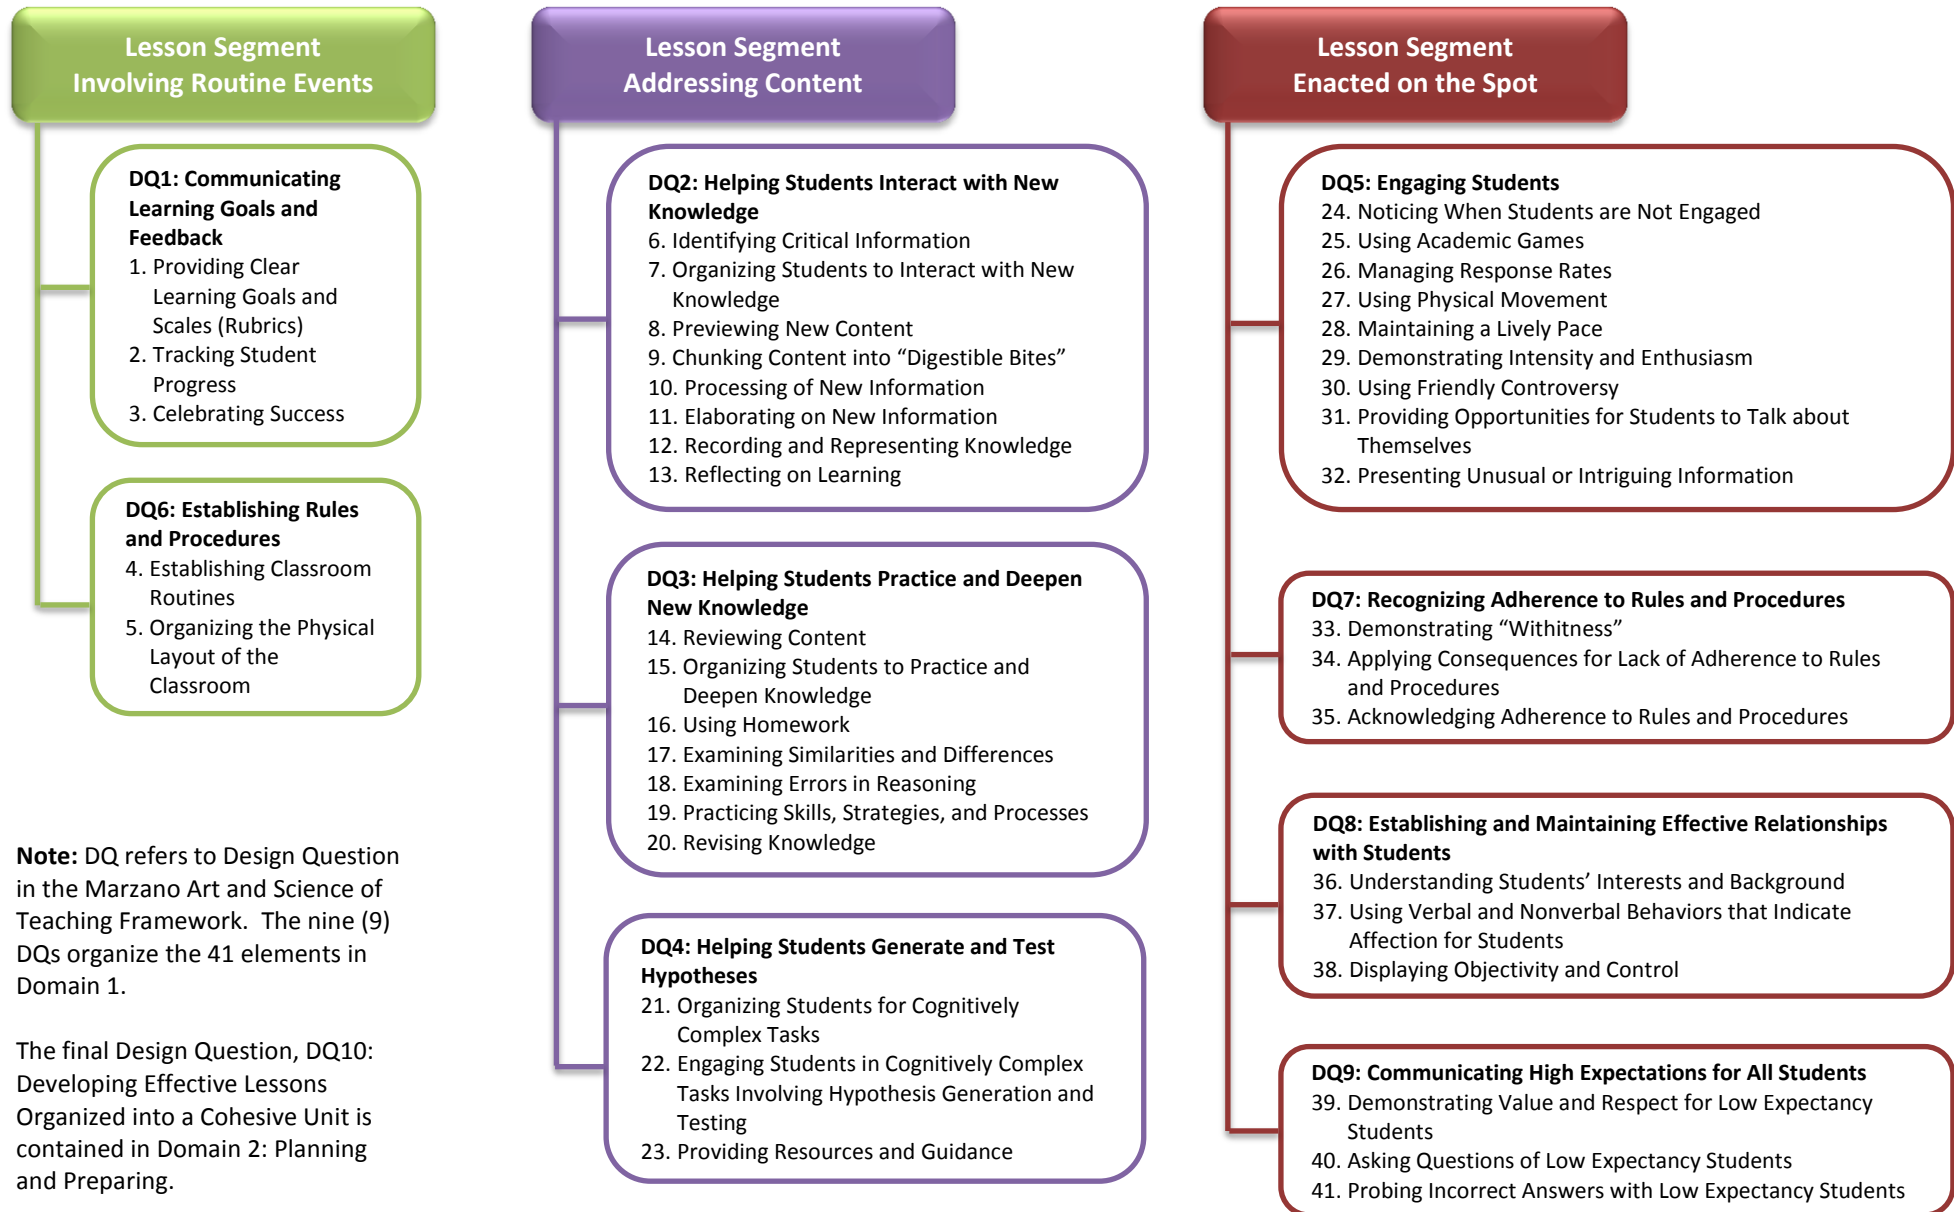 Lesson Segment
Involving Routine Events
DQ1: Communicating
Learning Goals and
Feedback
1. Providing Clear
Learning Goals and
Scales (Rubrics)
2. Tracking Student
Progress
3. Celebrating Success
DQ6: Establishing Rules
and Procedures
4. Establishing Classroom
Routines
5. Organizing the Physical
Layout of the
Classroom
Note: DQ refers to Design Question
in the Marzano Art and Science of
Teaching Framework.  The nine (9)
DQs organize the 41 elements in
Domain 1.
The final Design Question, DQ10:
Developing Effective Lessons
Organized into a Cohesive Unit is
contained in Domain 2: Planning
and Preparing.
Lesson Segment
Addressing Content
DQ2: Helping Students Interact with New
Knowledge
6. Identifying Critical Information
7. Organizing Students to Interact with New
Knowledge
8. Previewing New Content
9. Chunking Content into “Digestible Bites”
10. Processing of New Information
11. Elaborating on New Information
12. Recording and Representing Knowledge
13. Reflecting on Learning
DQ3: Helping Students Practice and Deepen
New Knowledge
14. Reviewing Content
15. Organizing Students to Practice and
Deepen Knowledge
16. Using Homework
17. Examining Similarities and Differences
18. Examining Errors in Reasoning
19. Practicing Skills, Strategies, and Processes
20. Revising Knowledge
DQ4: Helping Students Generate and Test
Hypotheses
21. Organizing Students for Cognitively
Complex Tasks
22. Engaging Students in Cognitively Complex
Tasks Involving Hypothesis Generation and
Testing
23. Providing Resources and Guidance
Lesson Segment
Enacted on the Spot
DQ5: Engaging Students
24. Noticing When Students are Not Engaged
25. Using Academic Games
26. Managing Response Rates
27. Using Physical Movement
28. Maintaining a Lively Pace
29. Demonstrating Intensity and Enthusiasm
30. Using Friendly Controversy
31. Providing Opportunities for Students to Talk about
Themselves
32. Presenting Unusual or Intriguing Information
DQ7: Recognizing Adherence to Rules and Procedures
33. Demonstrating “Withitness”
34. Applying Consequences for Lack of Adherence to Rules
and Procedures
35. Acknowledging Adherence to Rules and Procedures
DQ8: Establishing and Maintaining Effective Relationships
with Students
36. Understanding Students’ Interests and Background
37. Using Verbal and Nonverbal Behaviors that Indicate
Affection for Students
38. Displaying Objectivity and Control
DQ9: Communicating High Expectations for All Students
39. Demonstrating Value and Respect for Low Expectancy
Students
40. Asking Questions of Low Expectancy Students
41. Probing Incorrect Answers with Low Expectancy Students